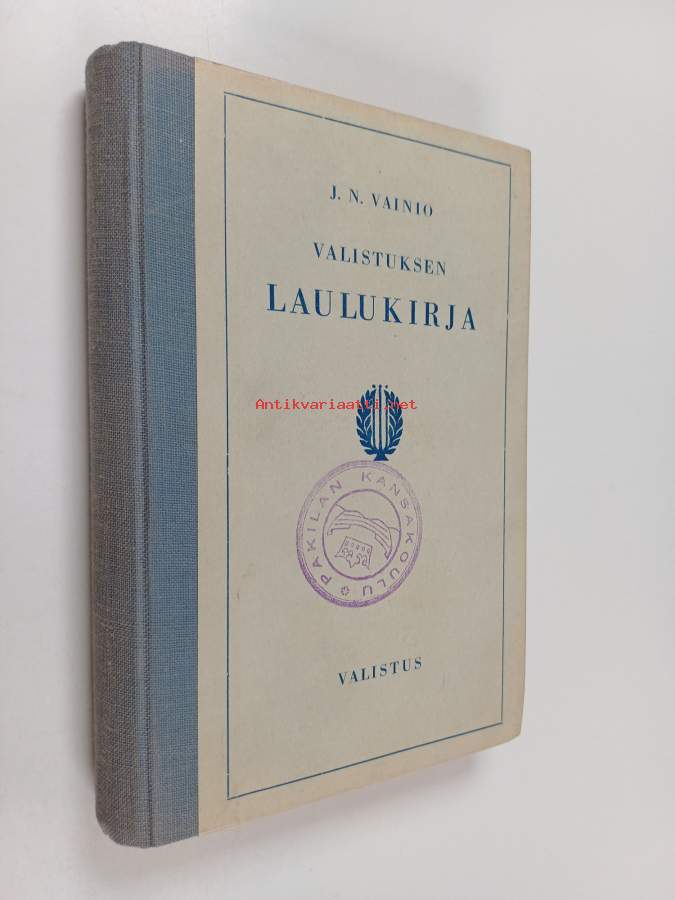 J. N. VAINIO
VALISTUKSEN
LAULUKIRJA
Antikvariaatti.net
PAKILAN KANSAKOULU
VALISTUS